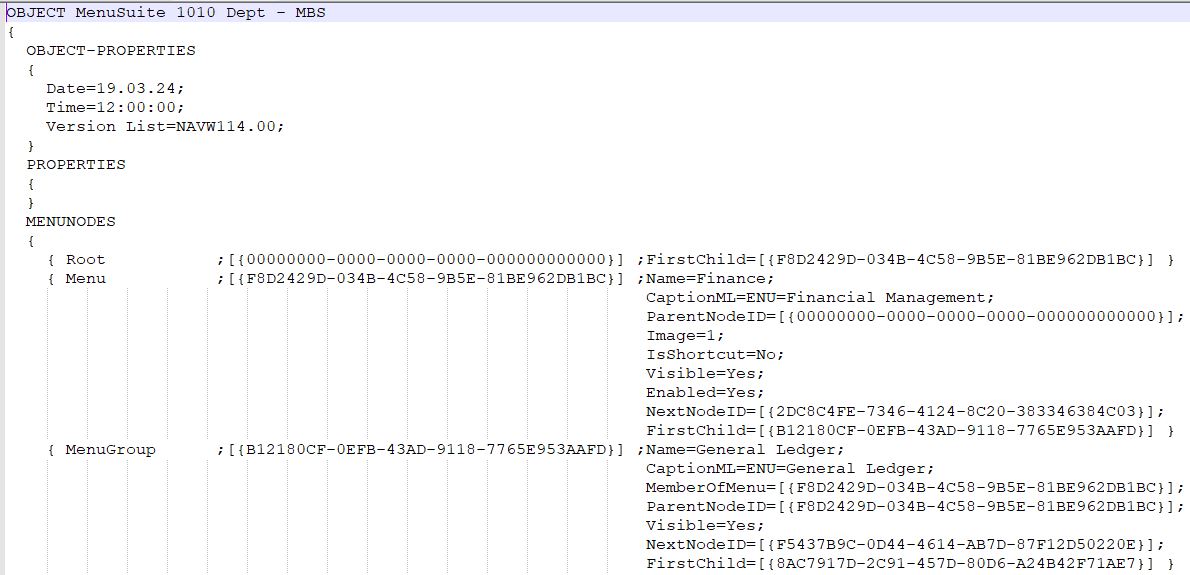 OBJECT MenuSuite 1010 Dept - MBS
{
  OBJECT-PROPERTIES
  {
    Date=19.03.24;
    Time=12:00:00;
    Version List=NAVW114.00;
  }
  PROPERTIES
  {
  }
  MENUNODES
  {
    { Root           ;[{00000000-0000-0000-0000-000000000000}] ;FirstChild=[{F8D2429D-034B-4C58-9B5E-81BE962DB1BC}] }
    { Menu           ;[{F8D2429D-034B-4C58-9B5E-81BE962DB1BC}] ;Name=Finance;
                                                                CaptionML=ENU=Financial Management;
                                                                ParentNodeID=[{00000000-0000-0000-0000-000000000000}];
                                                                Image=1;
                                                                IsShortcut=No;
                                                                Visible=Yes;
                                                                Enabled=Yes;
                                                                NextNodeID=[{2DC8C4FE-7346-4124-8C20-383346384C03}];
                                                                FirstChild=[{B12180CF-0EFB-43AD-9118-7765E953AAFD}] }
    { MenuGroup      ;[{B12180CF-0EFB-43AD-9118-7765E953AAFD}] ;Name=General Ledger;
                                                                CaptionML=ENU=General Ledger;
                                                                MemberOfMenu=[{F8D2429D-034B-4C58-9B5E-81BE962DB1BC}];
                                                                ParentNodeID=[{F8D2429D-034B-4C58-9B5E-81BE962DB1BC}];
                                                                Visible=Yes;
                                                                NextNodeID=[{F5437B9C-0D44-4614-AB7D-87F12D50220E}];
                                                                FirstChild=[{8AC7917D-2C91-457D-80D6-A24B42F71AE7}] }